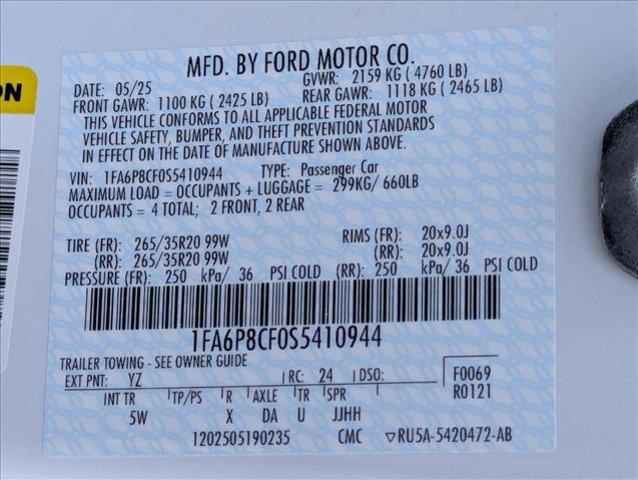 ON
MFD. BY FORD MOTOR CO.
DATE: 05/25 GVWR: 2159 KG ( 4760 LB)
FRONT GAWR: 1100 KG ( 2425 LB) REAR GAWR: 1118 KG ( 2465 LB)
THIS VEHICLE CONFORMS TO ALL APPLICABLE FEDERAL MOTOR
VEHICLE SAFETY, BUMPER, AND THEFT PREVENTION STANDARDS
IN EFFECT ON THE DATE OF MANUFACTURE SHOWN ABOVE.
VIN: 1FA6P8CF0S5410944 TYPE: Passenger Car
MAXIMUM LOAD = OCCUPANTS + LUGGAGE = 299KG/ 660LB
OCCUPANTS = 4 TOTAL; 2 FRONT, 2 REAR
TIRE (FR): 265/35R20 99W RIMS (FR): 20x9.0J
(RR): 265/35R20 99W (RR): 20x9.0J
PRESSURE (FR): 250 kPa/ 36 PSI COLD (RR): 250 kPa/ 36 PSI COLD
1FA6P8CF0S5410944
TRAILER TOWING - SEE OWNER GUIDE
EXT PNT: YZ RC: 24 DSO: F0069
INT TR TP/PS R AXLE TR SPR R0121
5W X DA U JJHH
1202505190235 CMC ▽RU5A-5420472-AB